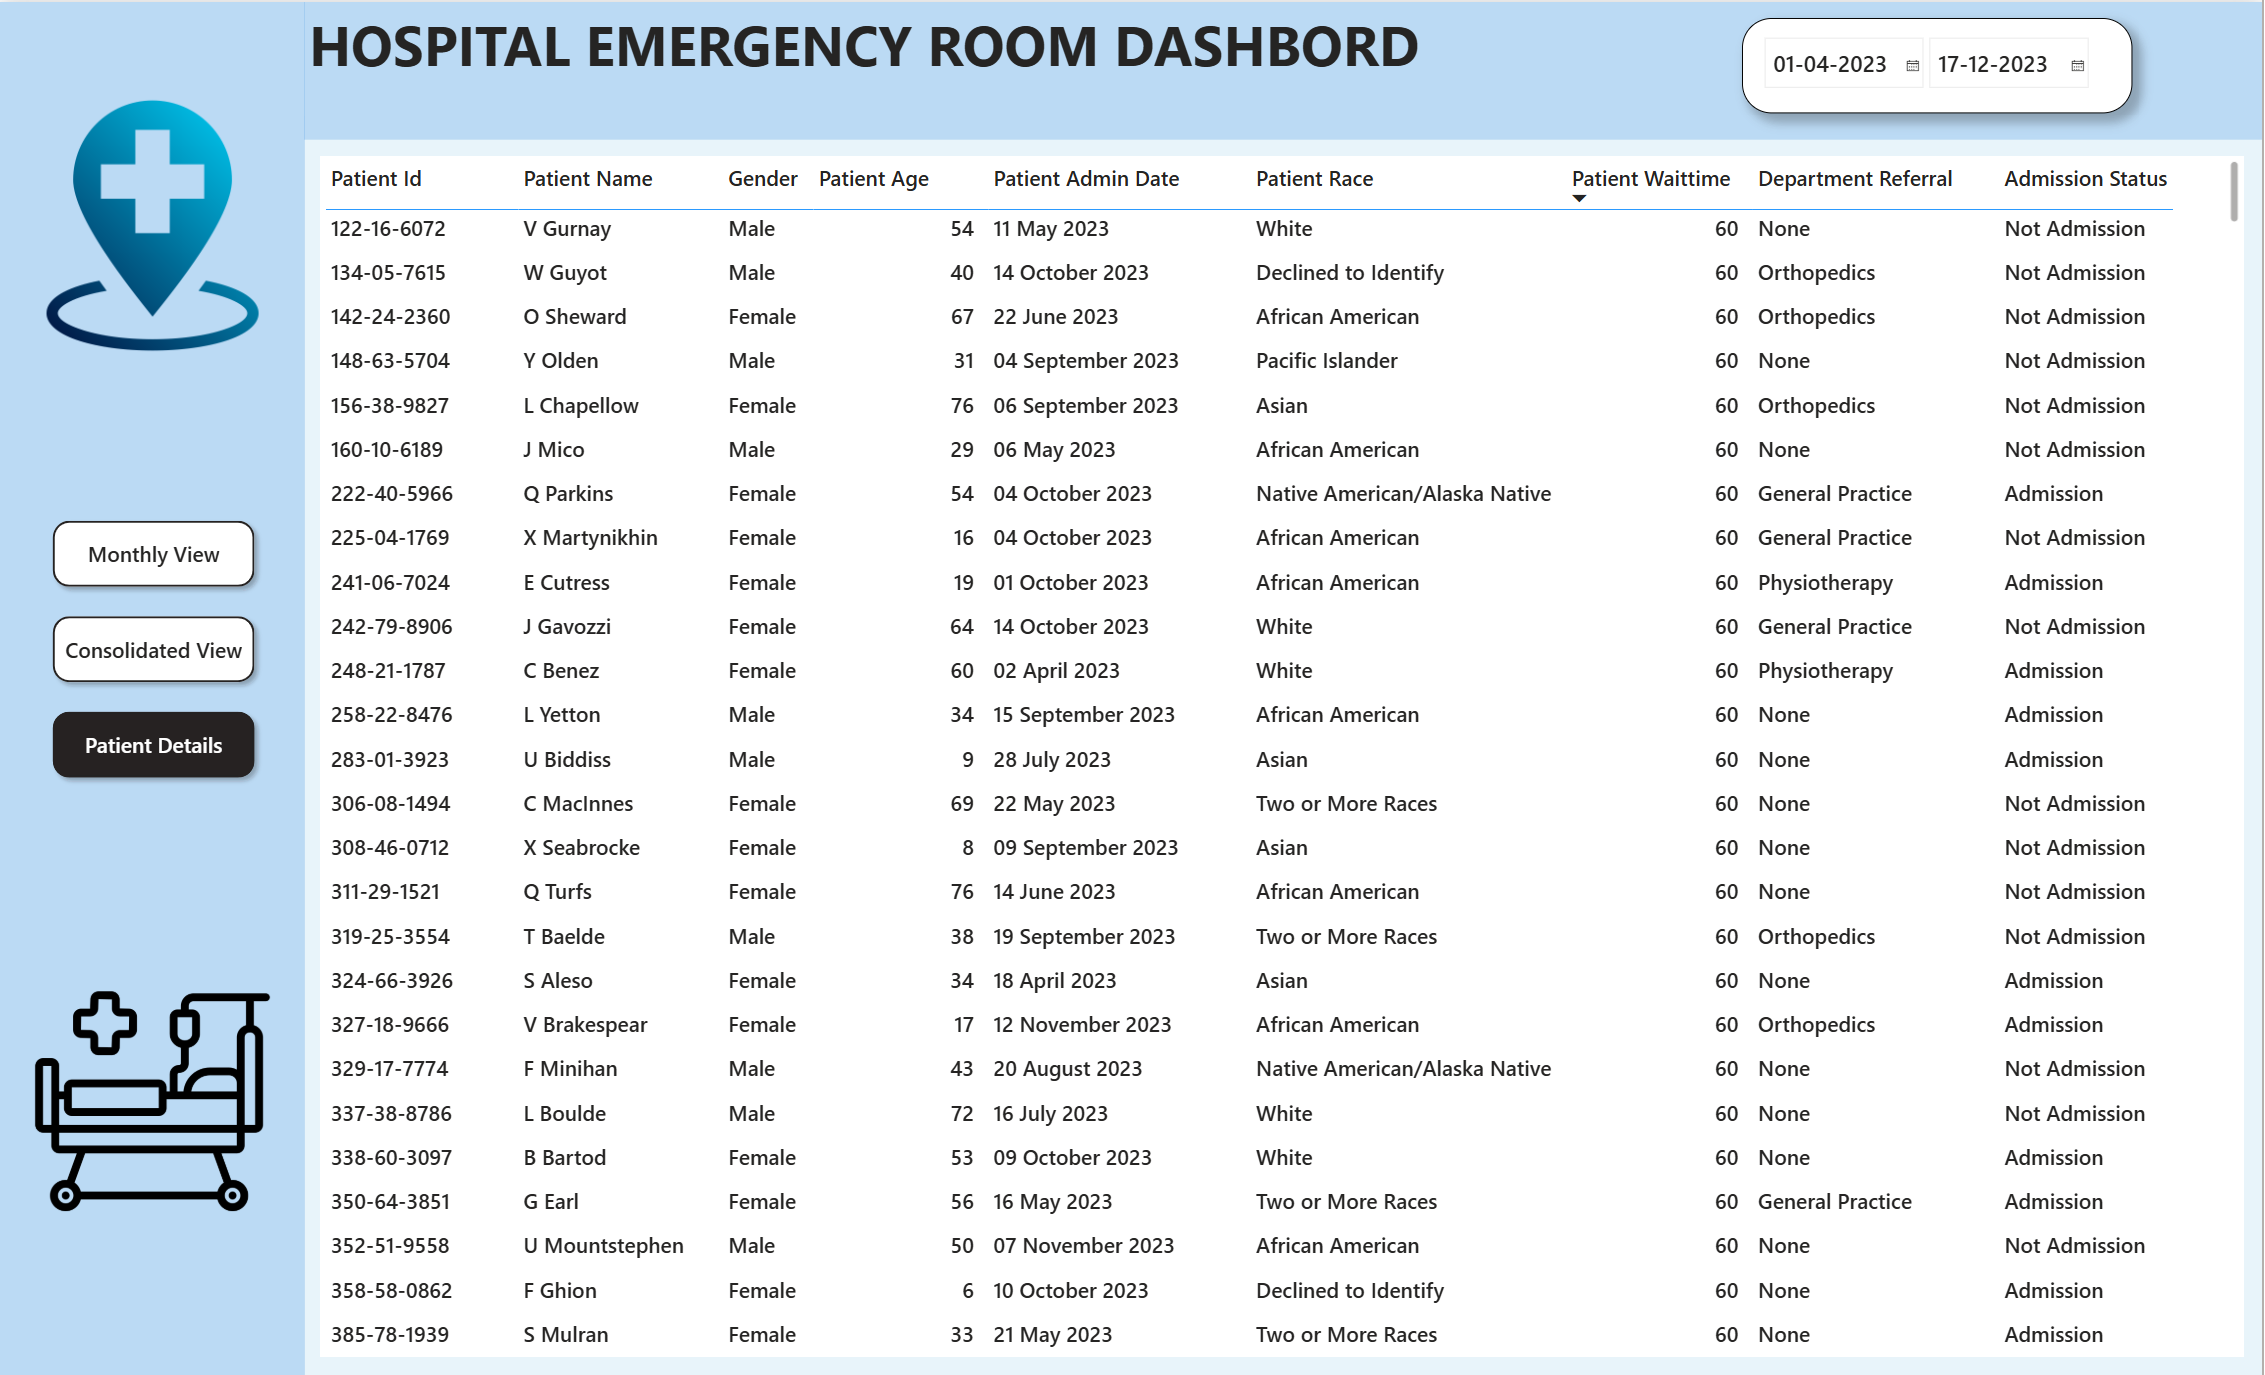 HOSPITAL EMERGENCY ROOM DASHBORD
01-04-2023 17-12-2023
Patient Id Patient Name Gender Patient Age Patient Admin Date Patient Race Patient Waittime Department Referral Admission Status
122-16-6072 V Gurnay Male 54 11 May 2023 White 60 None Not Admission
134-05-7615 W Guyot Male 40 14 October 2023 Declined to Identify 60 Orthopedics Not Admission
142-24-2360 O Sheward Female 67 22 June 2023 African American 60 Orthopedics Not Admission
148-63-5704 Y Olden Male 31 04 September 2023 Pacific Islander 60 None Not Admission
156-38-9827 L Chapellow Female 76 06 September 2023 Asian 60 Orthopedics Not Admission
160-10-6189 J Mico Male 29 06 May 2023 African American 60 None Not Admission
222-40-5966 Q Parkins Female 54 04 October 2023 Native American/Alaska Native 60 General Practice Admission
225-04-1769 X Martynikhin Female 16 04 October 2023 African American 60 General Practice Not Admission
241-06-7024 E Cutress Female 19 01 October 2023 African American 60 Physiotherapy Admission
242-79-8906 J Gavozzi Female 64 14 October 2023 White 60 General Practice Not Admission
248-21-1787 C Benez Female 60 02 April 2023 White 60 Physiotherapy Admission
258-22-8476 L Yetton Male 34 15 September 2023 African American 60 None Admission
283-01-3923 U Biddiss Male 9 28 July 2023 Asian 60 None Admission
306-08-1494 C MacInnes Female 69 22 May 2023 Two or More Races 60 None Not Admission
308-46-0712 X Seabrocke Female 8 09 September 2023 Asian 60 None Not Admission
311-29-1521 Q Turfs Female 76 14 June 2023 African American 60 None Not Admission
319-25-3554 T Baelde Male 38 19 September 2023 Two or More Races 60 Orthopedics Not Admission
324-66-3926 S Aleso Female 34 18 April 2023 Asian 60 None Admission
327-18-9666 V Brakespear Female 17 12 November 2023 African American 60 Orthopedics Admission
329-17-7774 F Minihan Male 43 20 August 2023 Native American/Alaska Native 60 None Not Admission
337-38-8786 L Boulde Male 72 16 July 2023 White 60 None Not Admission
338-60-3097 B Bartod Female 53 09 October 2023 White 60 None Admission
350-64-3851 G Earl Female 56 16 May 2023 Two or More Races 60 General Practice Admission
352-51-9558 U Mountstephen Male 50 07 November 2023 African American 60 None Not Admission
358-58-0862 F Ghion Female 6 10 October 2023 Declined to Identify 60 None Admission
385-78-1939 S Mulran Female 33 21 May 2023 Two or More Races 60 None Admission
Monthly View
Consolidated View
Patient Details